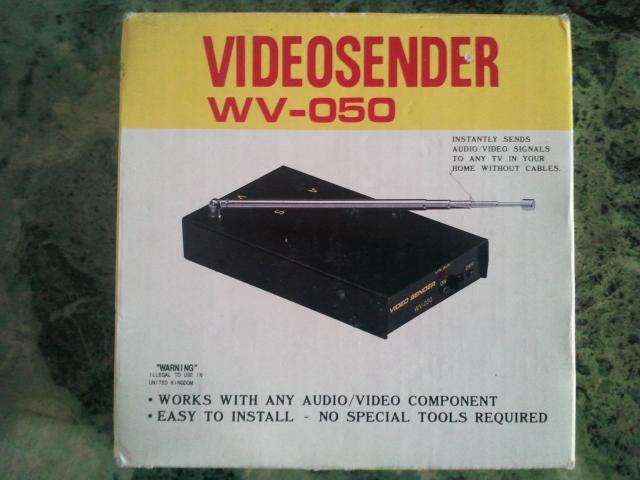 VIDEOSENDER
WV-050
INSTANTLY SENDS
AUDIO/VIDEO SIGNALS
TO ANY TV IN YOUR
HOME WITHOUT CABLES.
A
V
S
ON
OFF
VIDEO SENDER
WV-050
"WARNING"
ILLEGAL TO USE IN
UNITED KINGDOM
• WORKS WITH ANY AUDIO/VIDEO COMPONENT
• EASY TO INSTALL - NO SPECIAL TOOLS REQUIRED